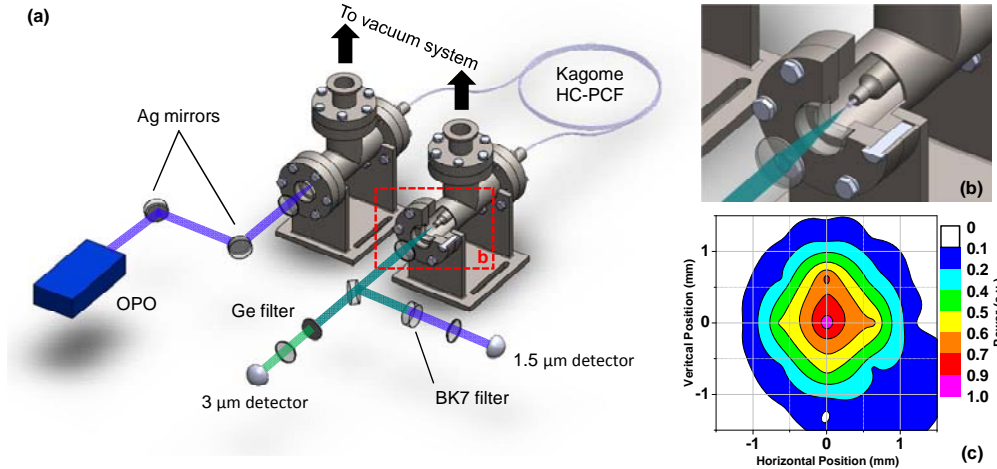 (a)
To vacuum system
Kagome
HC-PCF
Ag mirrors
OPO
b
Ge filter
3 µm detector
BK7 filter
1.5 µm detector
(b)
Veritcal Position (mm)
1
0
-1
-1
0
1
Horizontal Position (mm)
0
0.1
0.2
0.4
0.5
0.6
0.7
0.9
1.0
(c)